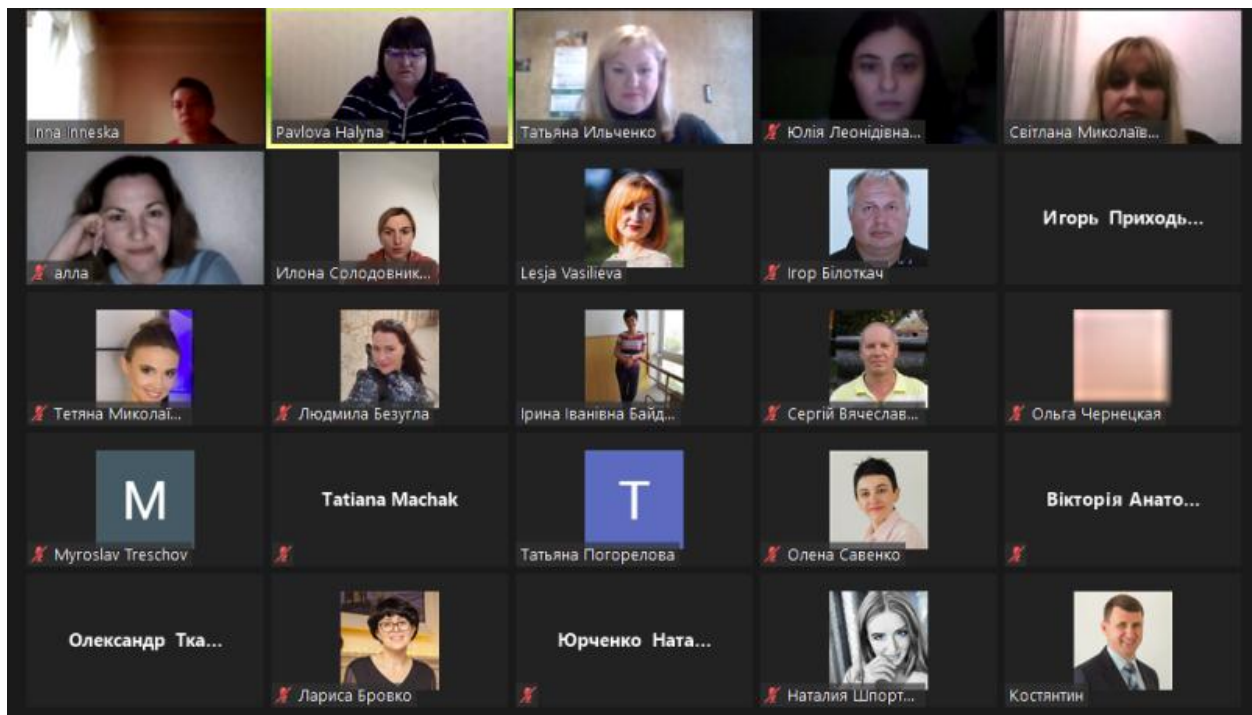 Inna Inneska
Pavlova Halyna
Татьяна Ильченко
Юлія Леонідівна...
Світлана Миколаїв...
алла
Илона Солодовник...
Lesja Vasilieva
Ігор Білоткач
Игорь Приходь...
Тетяна Миколаї...
Людмила Безугла
Ірина Іванівна Байд...
Сергій Вячеслав...
Ольга Чернецкая
M
Myroslav Treschov
Tatiana Machak
T
Татьяна Погорелова
Олена Савенко
Вікторія Анато...
Олександр Тка...
Лариса Бровко
Юрченко Ната...
Наталия Шпорт...
Костянтин